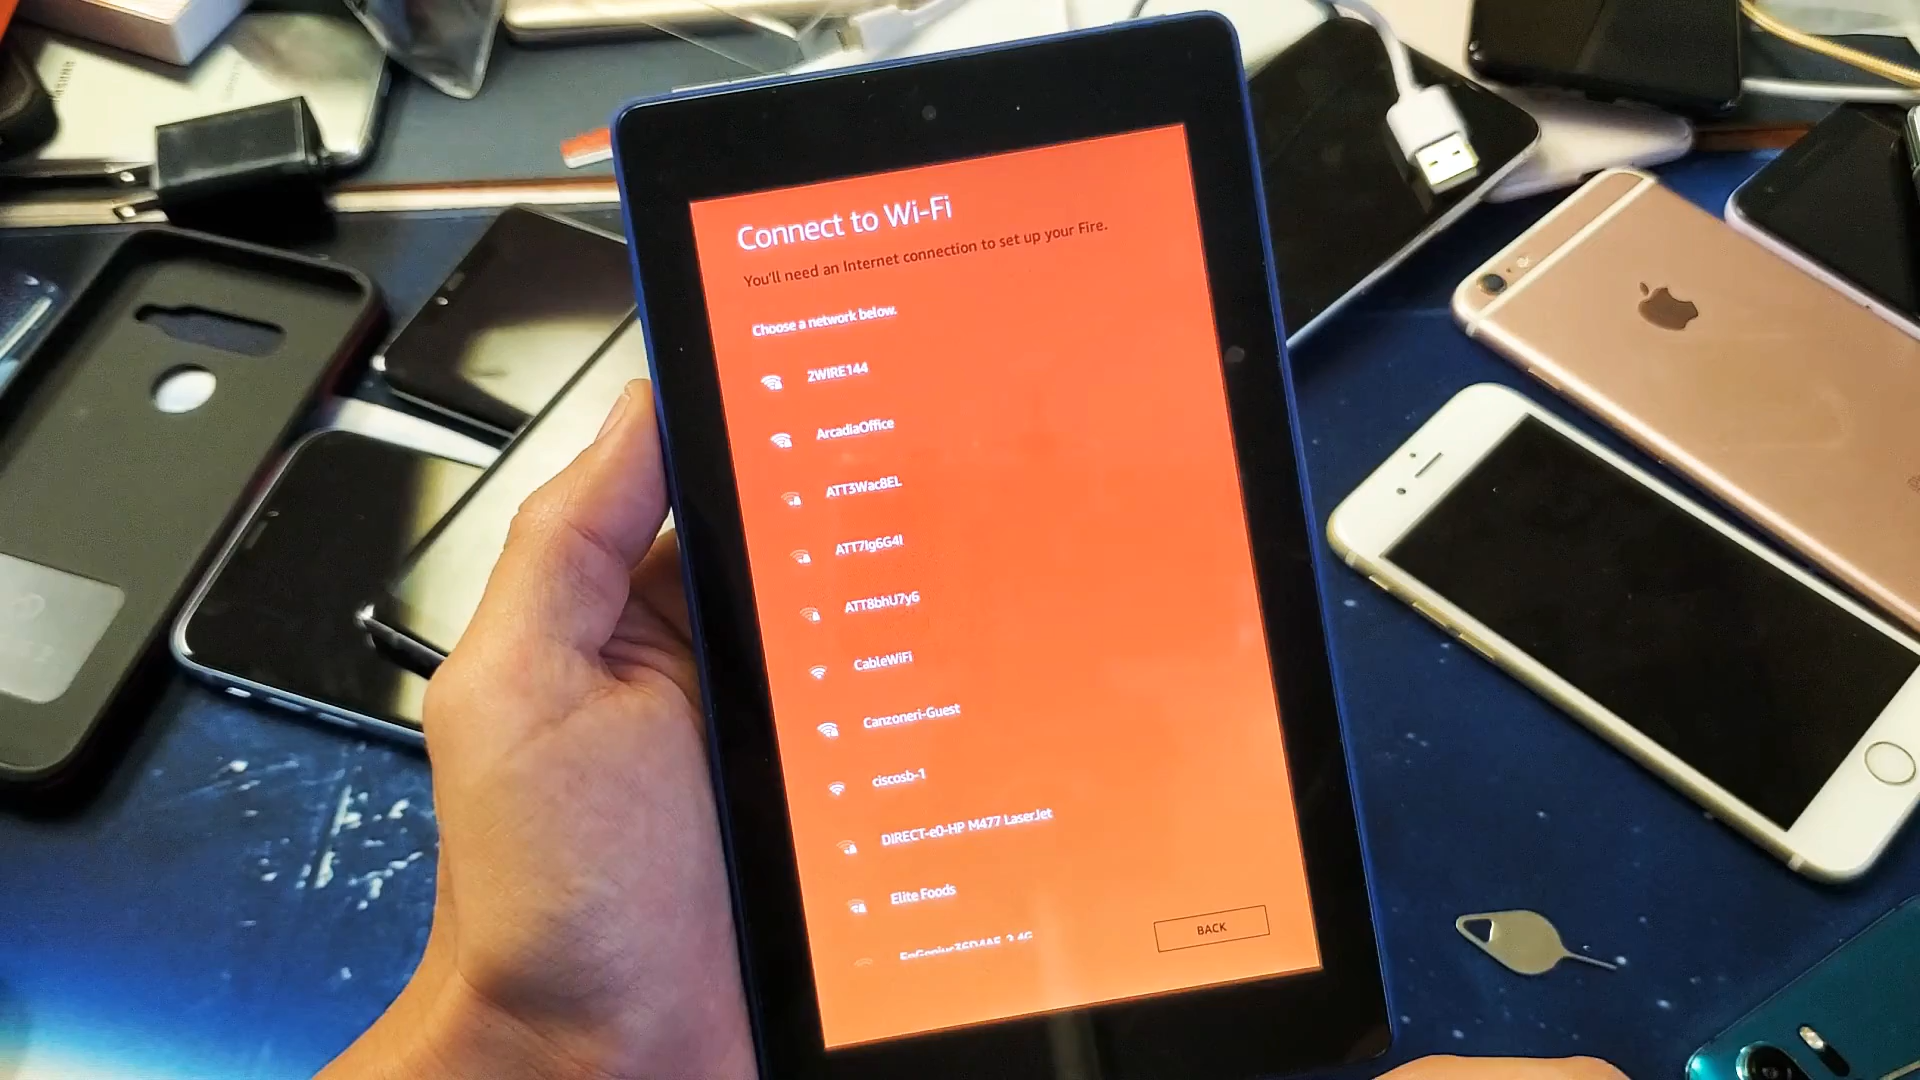 Connect to Wi-Fi
You'll need an Internet connection to set up your Fire.
Choose a network below.
2WIRE144
ArcadiaOffice
ATT3Wac8EL
ATT7Ig6G4I
ATT8bhU7y6
CableWiFi
Canzoneri-Guest
ciscosb-1
DIRECT-e0-HP M477 LaserJet
Elite Foods
BACK